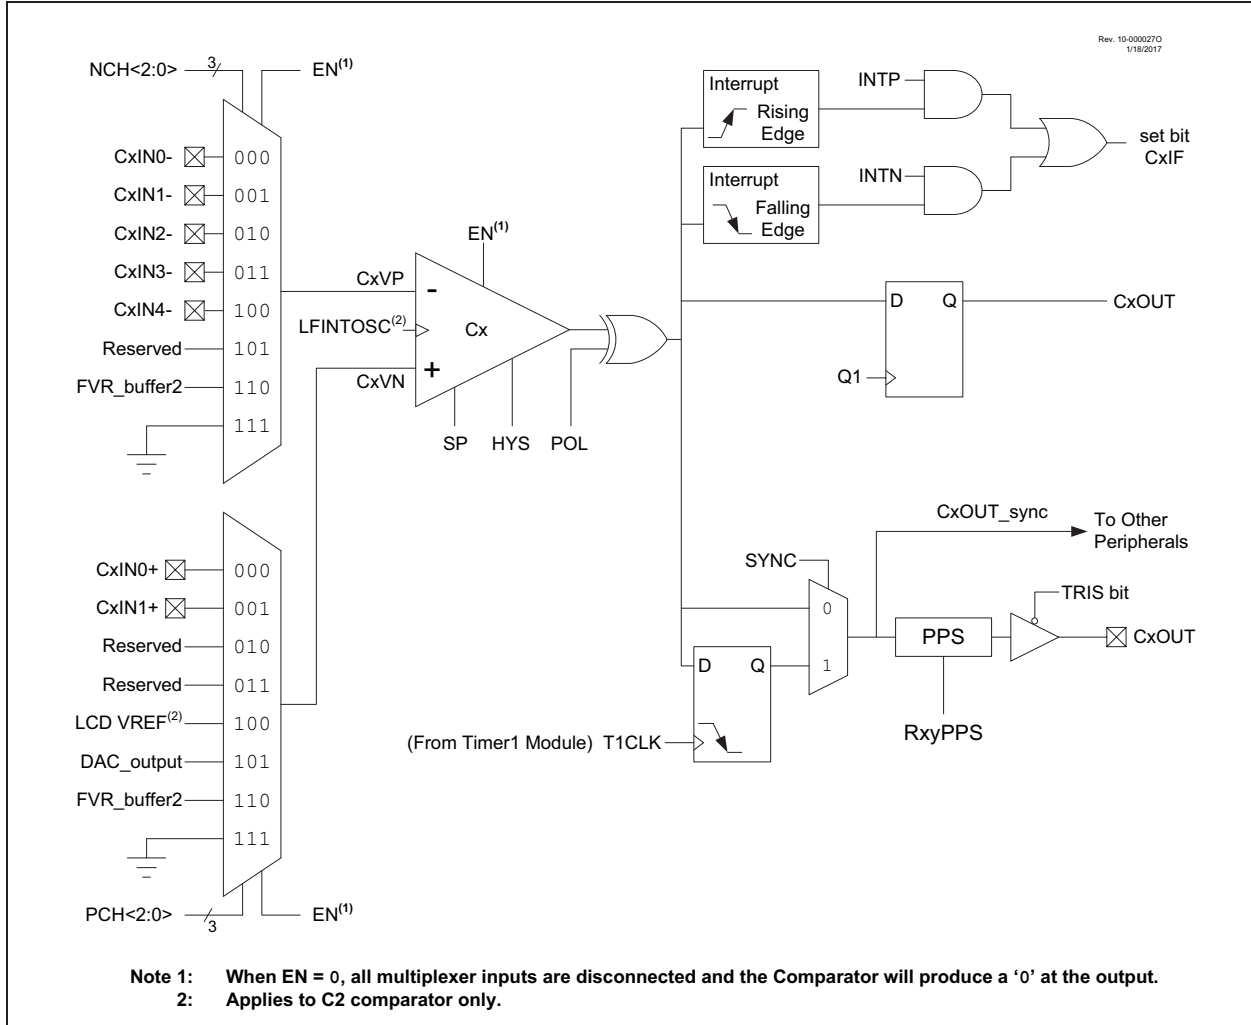 Rev. 10-000027O
1/18/2017
NCH<2:0>
3
EN(1)
CxIN0-
000
CxIN1-
001
CxIN2-
010
CxIN3-
011
CxIN4-
100
Reserved
101
FVR_buffer2
110
111
CxVP
EN(1)
-
LFINTOSC(2)
Cx
CxVN
+
SP
HYS
POL
Interrupt
Rising
Edge
INTP
Interrupt
Falling
Edge
INTN
set bit
CxIF
D
Q
CxOUT
Q1
CxIN0+
000
CxIN1+
001
Reserved
010
Reserved
011
LCD VREF(2)
100
DAC_output
101
FVR_buffer2
110
111
PCH<2:0>
3
EN(1)
CxOUT_sync
To Other
Peripherals
SYNC
0
1
D
Q
(From Timer1 Module) T1CLK
PPS
RxyPPS
TRIS bit
CxOUT
Note 1: When EN = 0, all multiplexer inputs are disconnected and the Comparator will produce a ‘0’ at the output.
2: Applies to C2 comparator only.